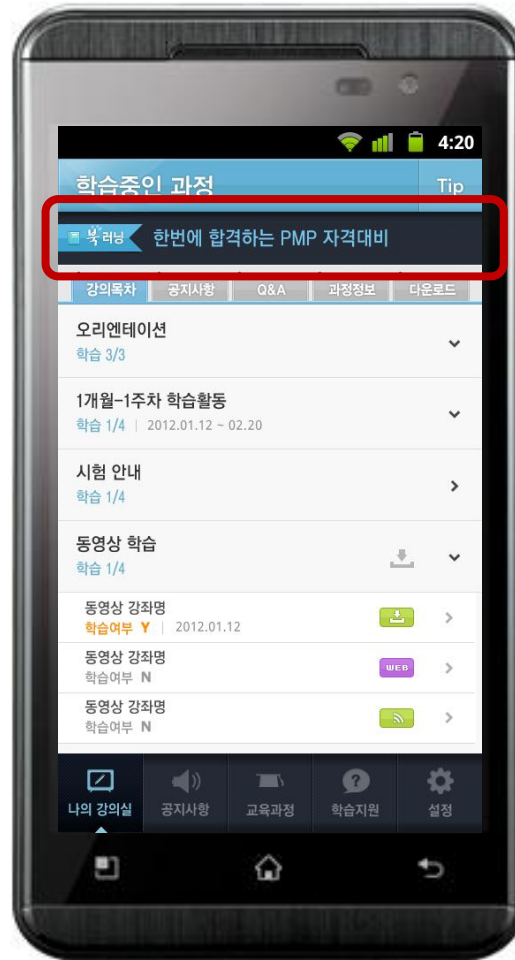 4:20
학습중인 과정 Tip
북러닝 한번에 합격하는 PMP 자격대비
강의목차 공지사항 Q&A 과정정보 다운로드
오리엔테이션
학습 3/3
1개월-1주차 학습활동
학습 1/4 | 2012.01.12 ~ 02.20
시험 안내
학습 1/4
동영상 학습
학습 1/4
동영상 강좌명
학습여부 Y | 2012.01.12
동영상 강좌명
학습여부 N
WEB
동영상 강좌명
학습여부 N
나의 강의실 공지사항 교육과정 학습지원 설정